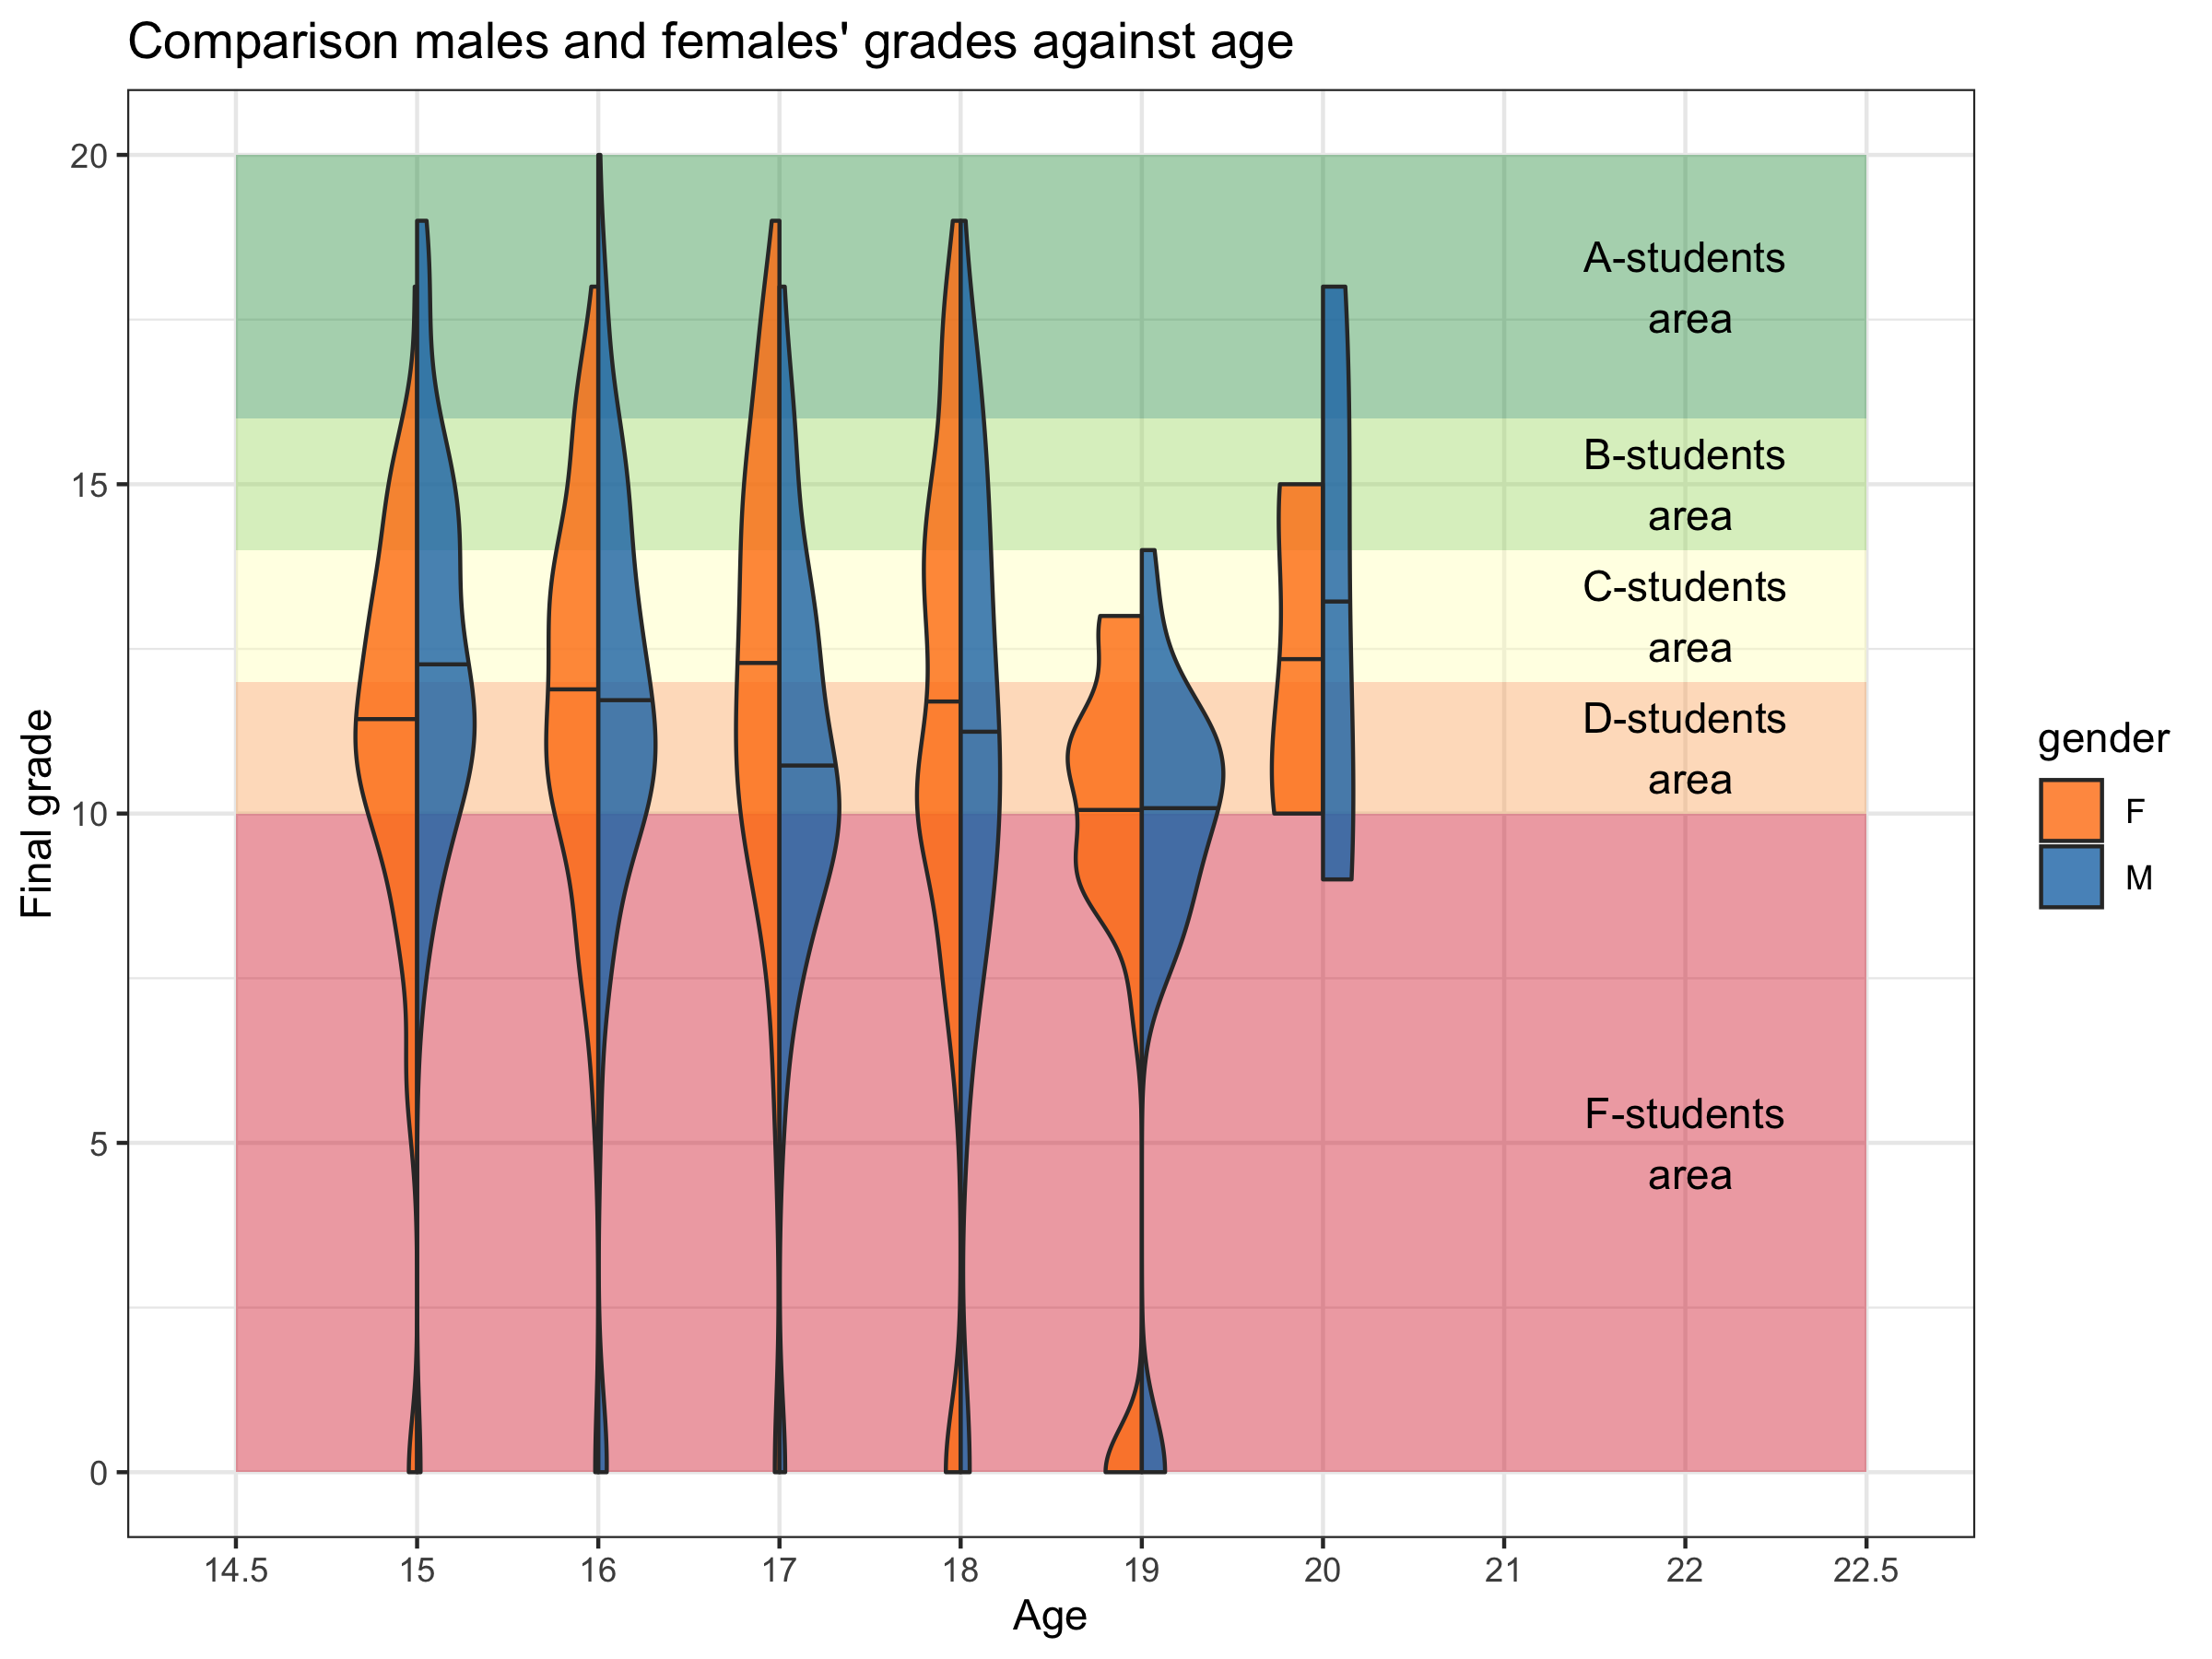 Comparison males and females' grades against age
20
15
10
5
0
Final grade
A-students
area
B-students
area
C-students
area
D-students
area
F-students
area
gender
F
M
14.5 15 16 17 18 19 20 21 22 22.5
Age